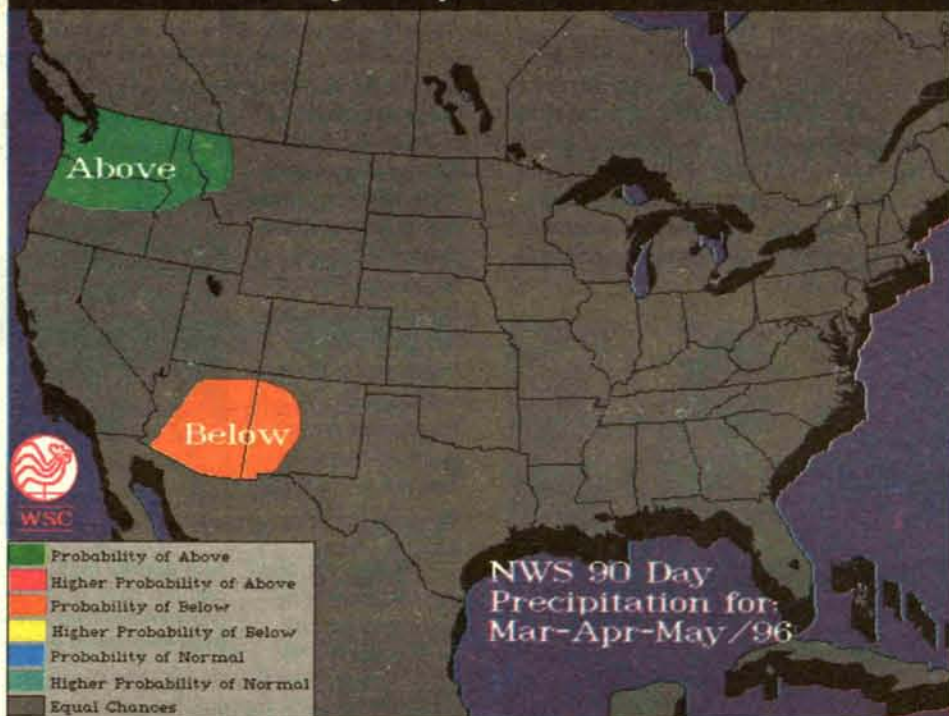 Above
Below
WSC
Probability of Above
Higher Probability of Above
Probability of Below
Higher Probability of Below
Probability of Normal
Higher Probability of Normal
Equal Chances
NWS 90 Day
Precipitation for:
Mar-Apr-May/96